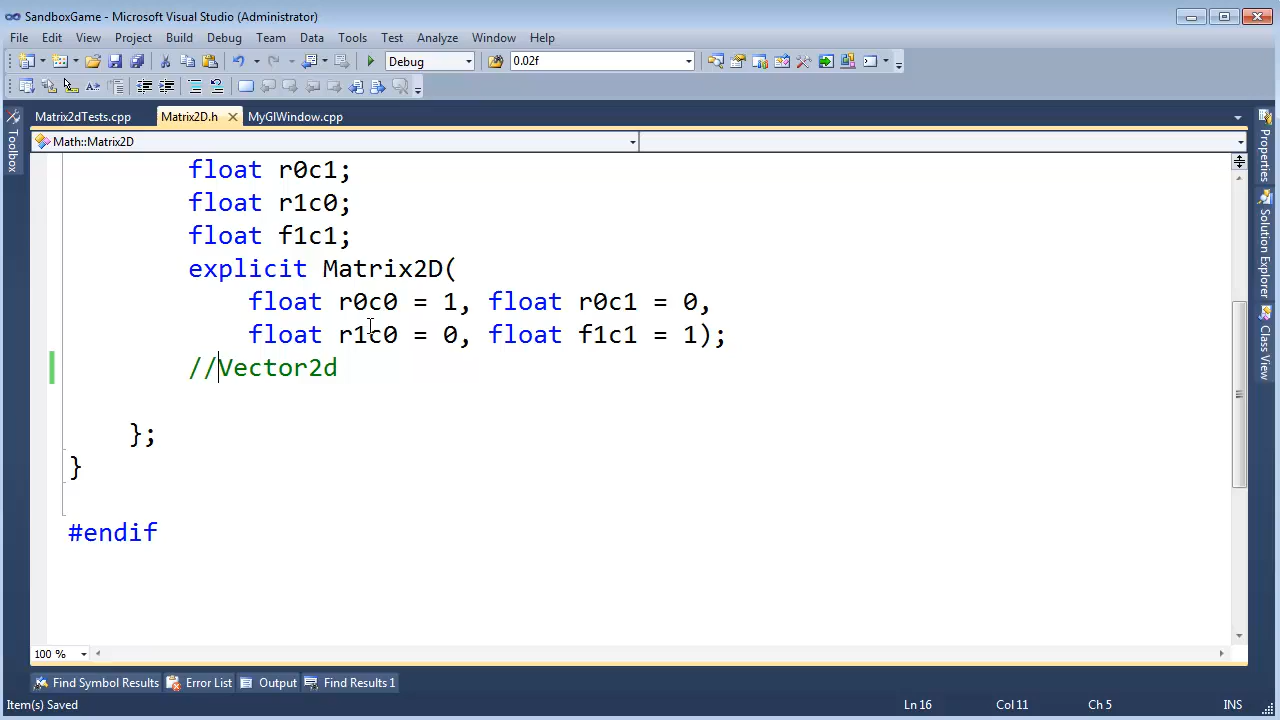 SandboxGame - Microsoft Visual Studio (Administrator)
File Edit View Project Build Debug Team Data Tools Test Analyze Window Help
Debug 0.02f
Matrix2dTests.cpp Matrix2D.h MyGlWindow.cpp
Math::Matrix2D
Toolbox
float r0c1;
float r1c0;
float f1c1;
explicit Matrix2D(
float r0c0 = 1, float r0c1 = 0,
float r1c0 = 0, float f1c1 = 1);
//Vector2d
};
}
#endif
Properties
Solution Explorer
Class View
100 %
Find Symbol Results Error List Output Find Results 1
Item(s) Saved Ln 16 Col 11 Ch 5 INS